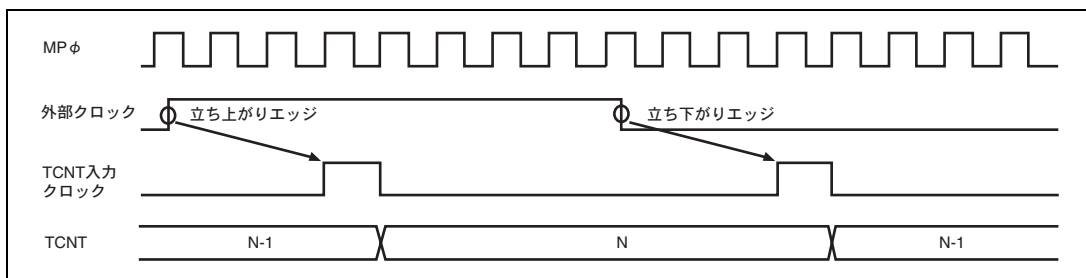 MPφ
外部クロック
立ち上がりエッジ
立ち下がりエッジ
TCNT入力
クロック
TCNT
N-1
N
N-1